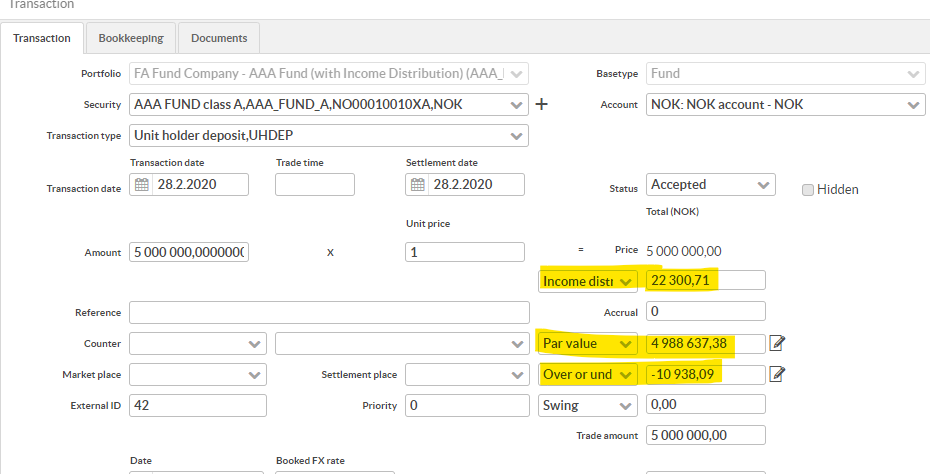 Transaction
Transaction Bookkeeping Documents
Portfolio FA Fund Company - AAA Fund (with Income Distribution) (AAA_ Basetype Fund
Security AAA FUND class A,AAA_FUND_A,NO00010010XA,NOK + Account NOK: NOK account - NOK
Transaction type Unit holder deposit,UHDEP
Transaction date Trade time Settlement date
Transaction date 28.2.2020 28.2.2020 Status Accepted Hidden
Total (NOK)
Unit price
Amount 5 000 000,0000000 X 1 = Price 5 000 000,00
Income distr 22 300,71
Reference Accrual 0
Counter Par value 4 988 637,38
Market place Settlement place Over or und -10 938,09
External ID 42 Priority 0 Swing 0,00
Trade amount 5 000 000,00
Date Booked FX rate